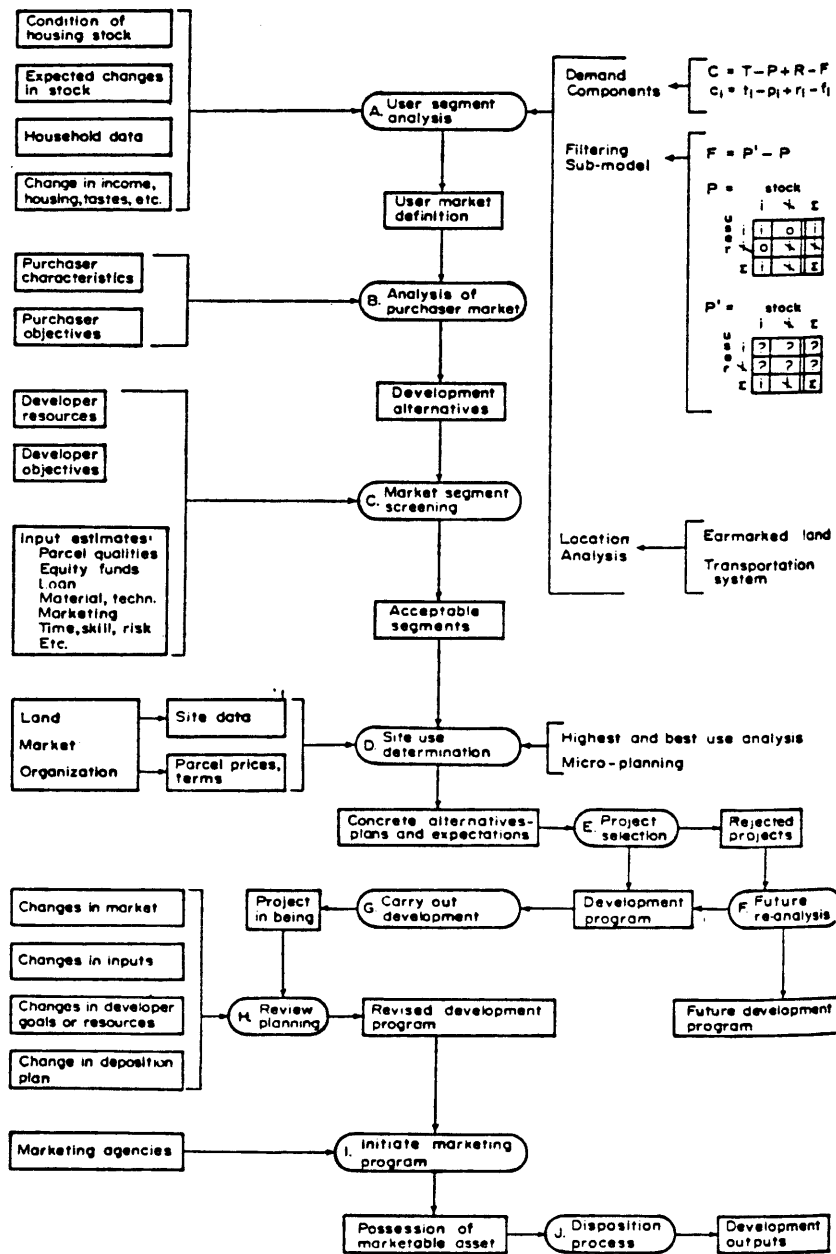 Condition of
housing stock
Expected changes
in stock
Household data
Change in income,
housing, tastes, etc.
A. User segment
analysis
Demand
Components
C = T-P+R-F
c₁ = t₁-p₁+r₁-f₁
Filtering
Sub-model
F = P'-P
P =
stock
i ɨ Σ
user
i i o i
ɨ o ɨ ɨ
Σ i ɨ Σ
P' =
stock
i ɨ Σ
user
i ? ? ?
ɨ ? ? ?
Σ i ɨ Σ
User market
definition
Purchaser
characteristics
Purchaser
objectives
B. Analysis of
purchaser market
Development
alternatives
Developer
resources
Developer
objectives
Input estimates:
Parcel qualities
Equity funds
Loan
Material, techn.
Marketing
Time, skill, risk
Etc.
C. Market segment
screening
Location
Analysis
Earmarked land
Transportation
system
Acceptable
segments
Land
Market
Organization
Site data
Parcel prices,
terms
D. Site use
determination
Highest and best use analysis
Micro-planning
Concrete alternatives-
plans and expectations
E. Project
selection
Rejected
projects
Project
in being
G. Carry out
development
Development
program
F. Future
re-analysis
Changes in market
Changes in inputs
Changes in developer
goals or resources
Change in deposition
plan
H. Review
planning
Revised development
program
Future development
program
Marketing agencies
I. Initiate marketing
program
Possession of
marketable asset
J. Disposition
process
Development
outputs